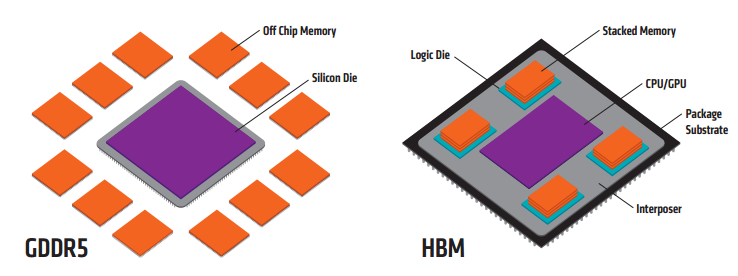 Off Chip Memory
Silicon Die
GDDR5
Stacked Memory
Logic Die
CPU/GPU
Package
Substrate
Interposer
HBM